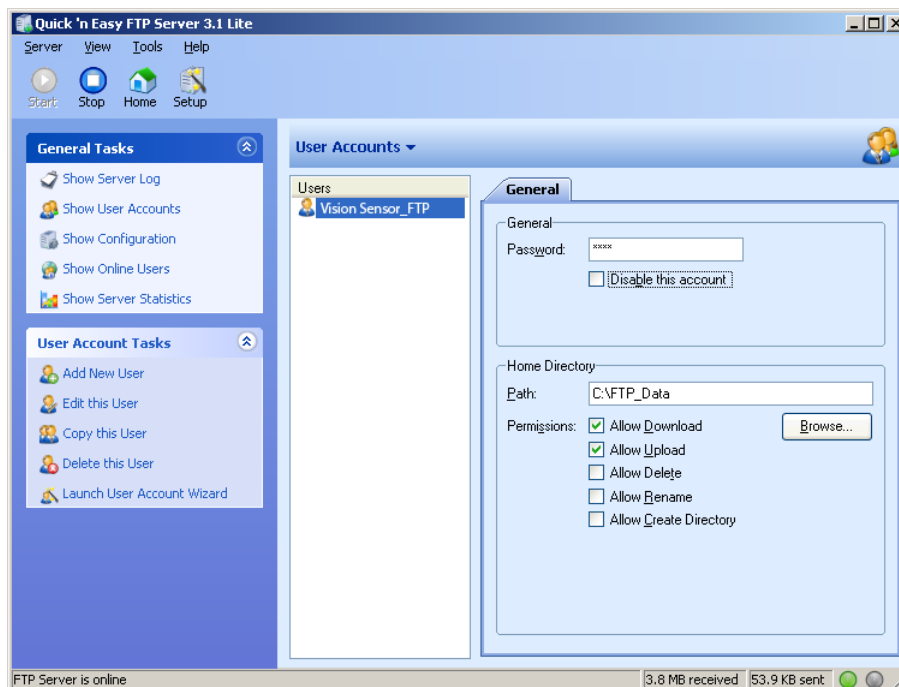 Quick 'n Easy FTP Server 3.1 Lite
Server View Tools Help
Start Stop Home Setup
General Tasks
Show Server Log
Show User Accounts
Show Configuration
Show Online Users
Show Server Statistics
User Account Tasks
Add New User
Edit this User
Copy this User
Delete this User
Launch User Account Wizard
User Accounts
Users
Vision Sensor_FTP
General
General
Password: ****
Disable this account
Home Directory
Path: C:\FTP_Data
Permissions: Allow Download Browse...
Allow Upload
Allow Delete
Allow Rename
Allow Create Directory
FTP Server is online 3.8 MB received 53.9 KB sent